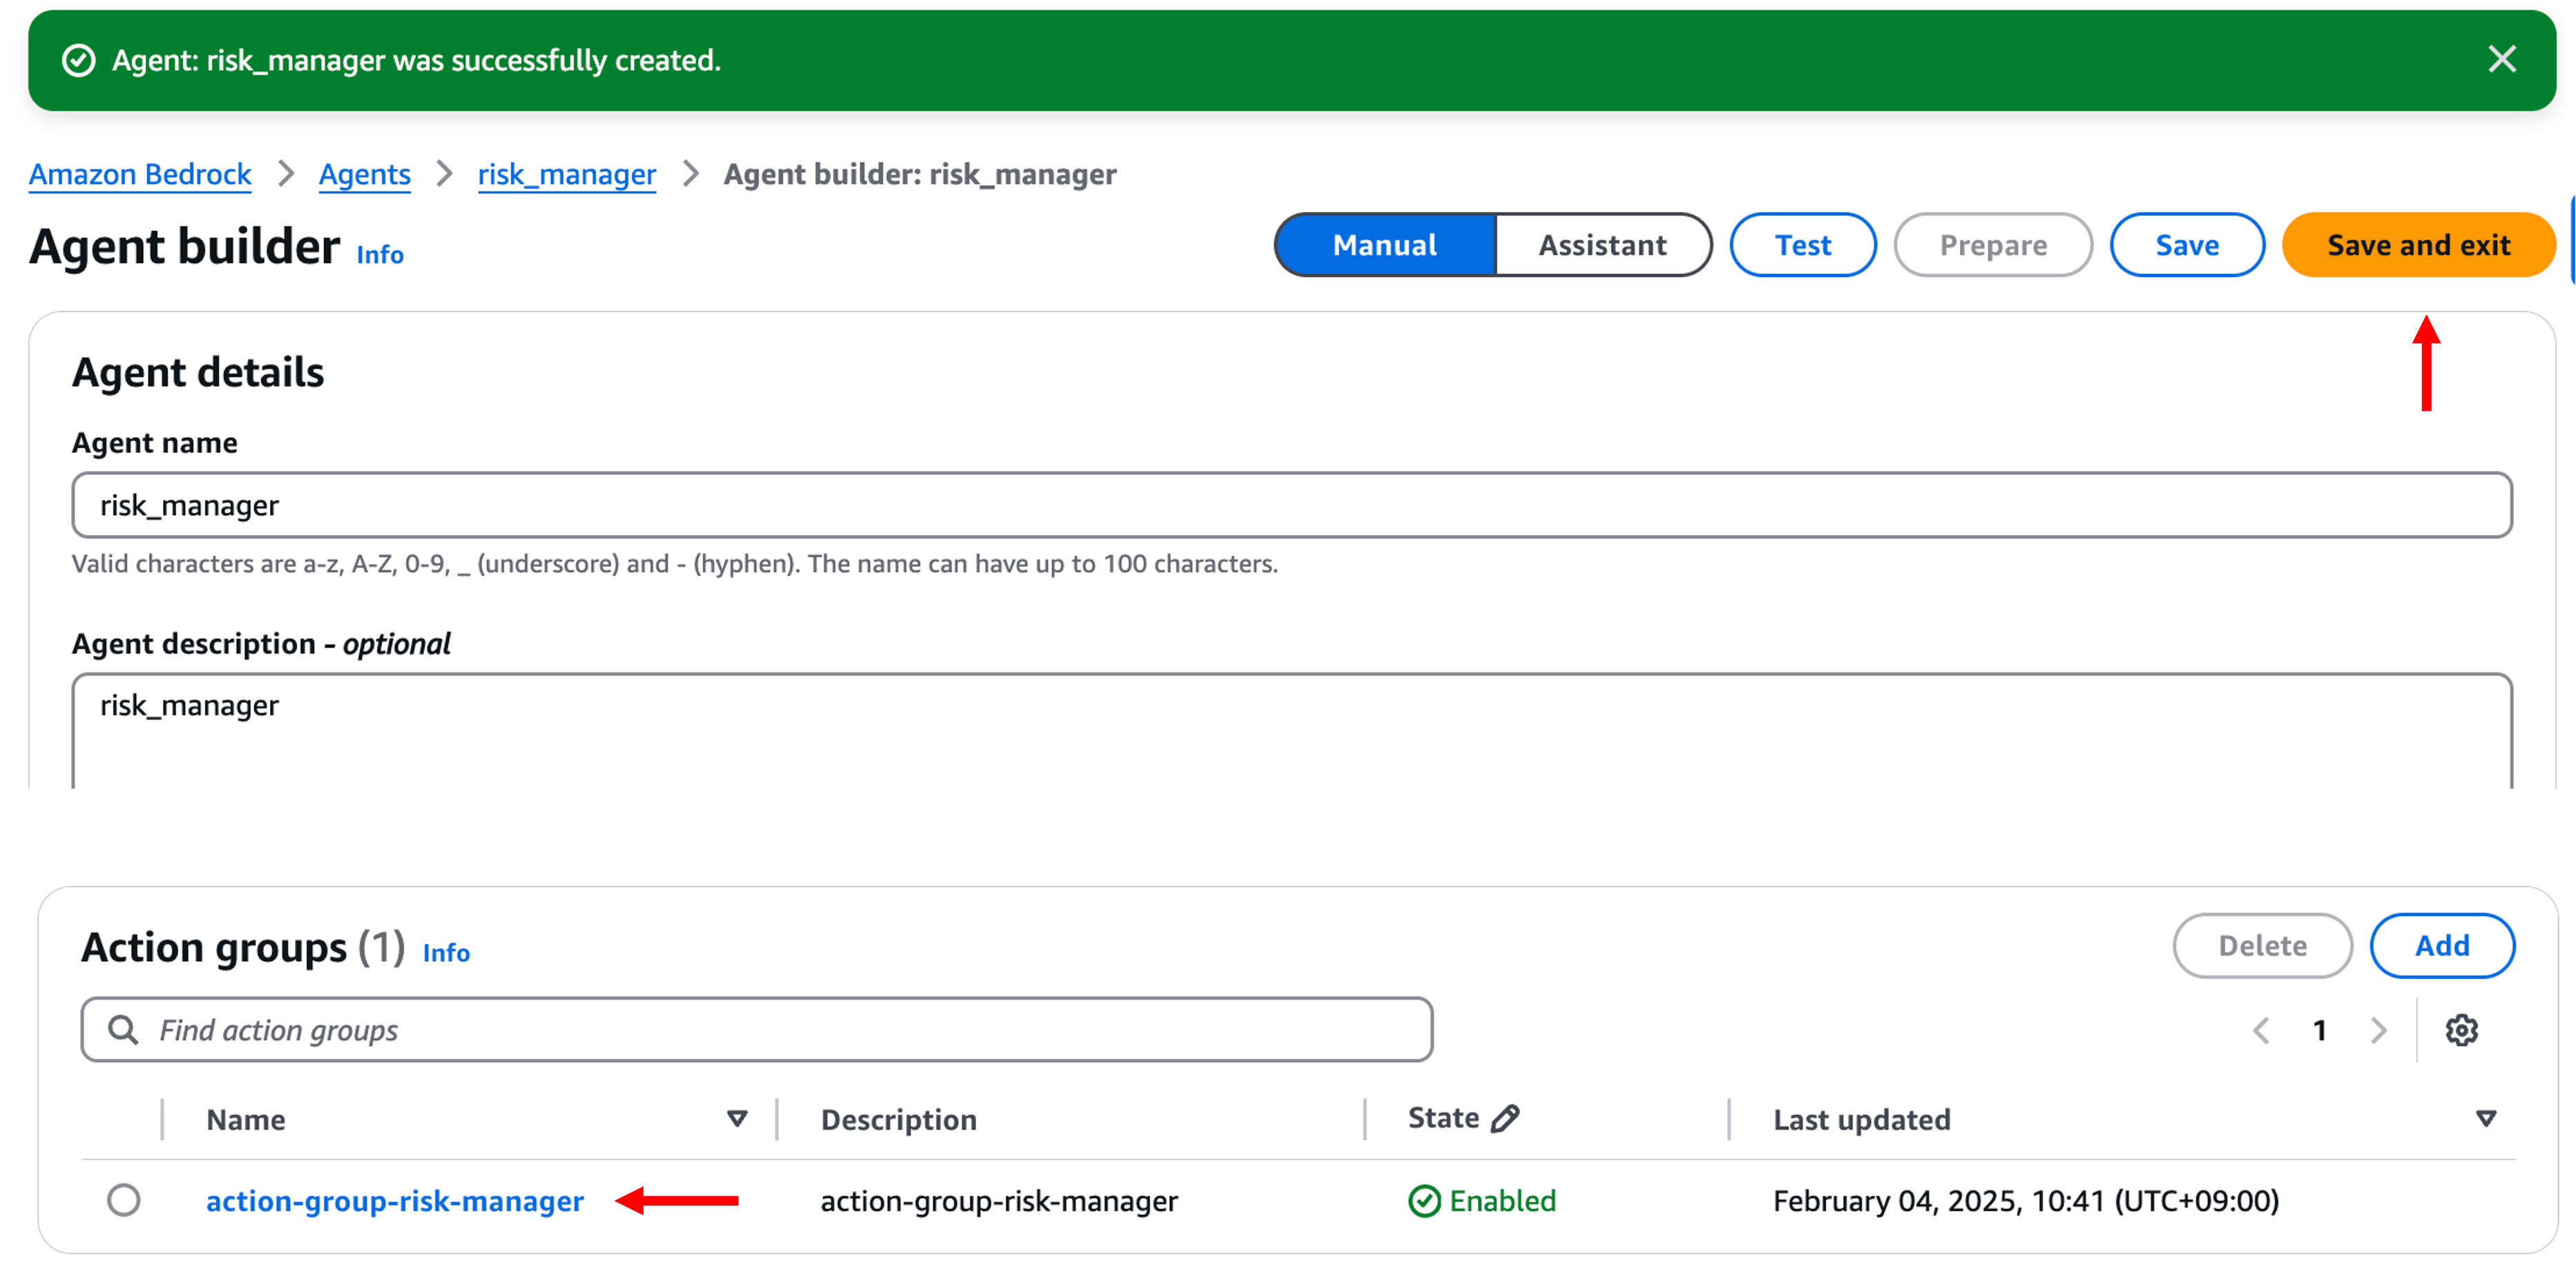 Agent: risk_manager was successfully created.
Amazon Bedrock > Agents > risk_manager > Agent builder: risk_manager
Agent builder Info Manual Assistant Test Prepare Save Save and exit
Agent details
Agent name
risk_manager
Valid characters are a-z, A-Z, 0-9, _ (underscore) and - (hyphen). The name can have up to 100 characters.
Agent description - optional
risk_manager
Action groups (1) Info Delete Add
Find action groups 1
Name Description State Last updated
action-group-risk-manager action-group-risk-manager Enabled February 04, 2025, 10:41 (UTC+09:00)